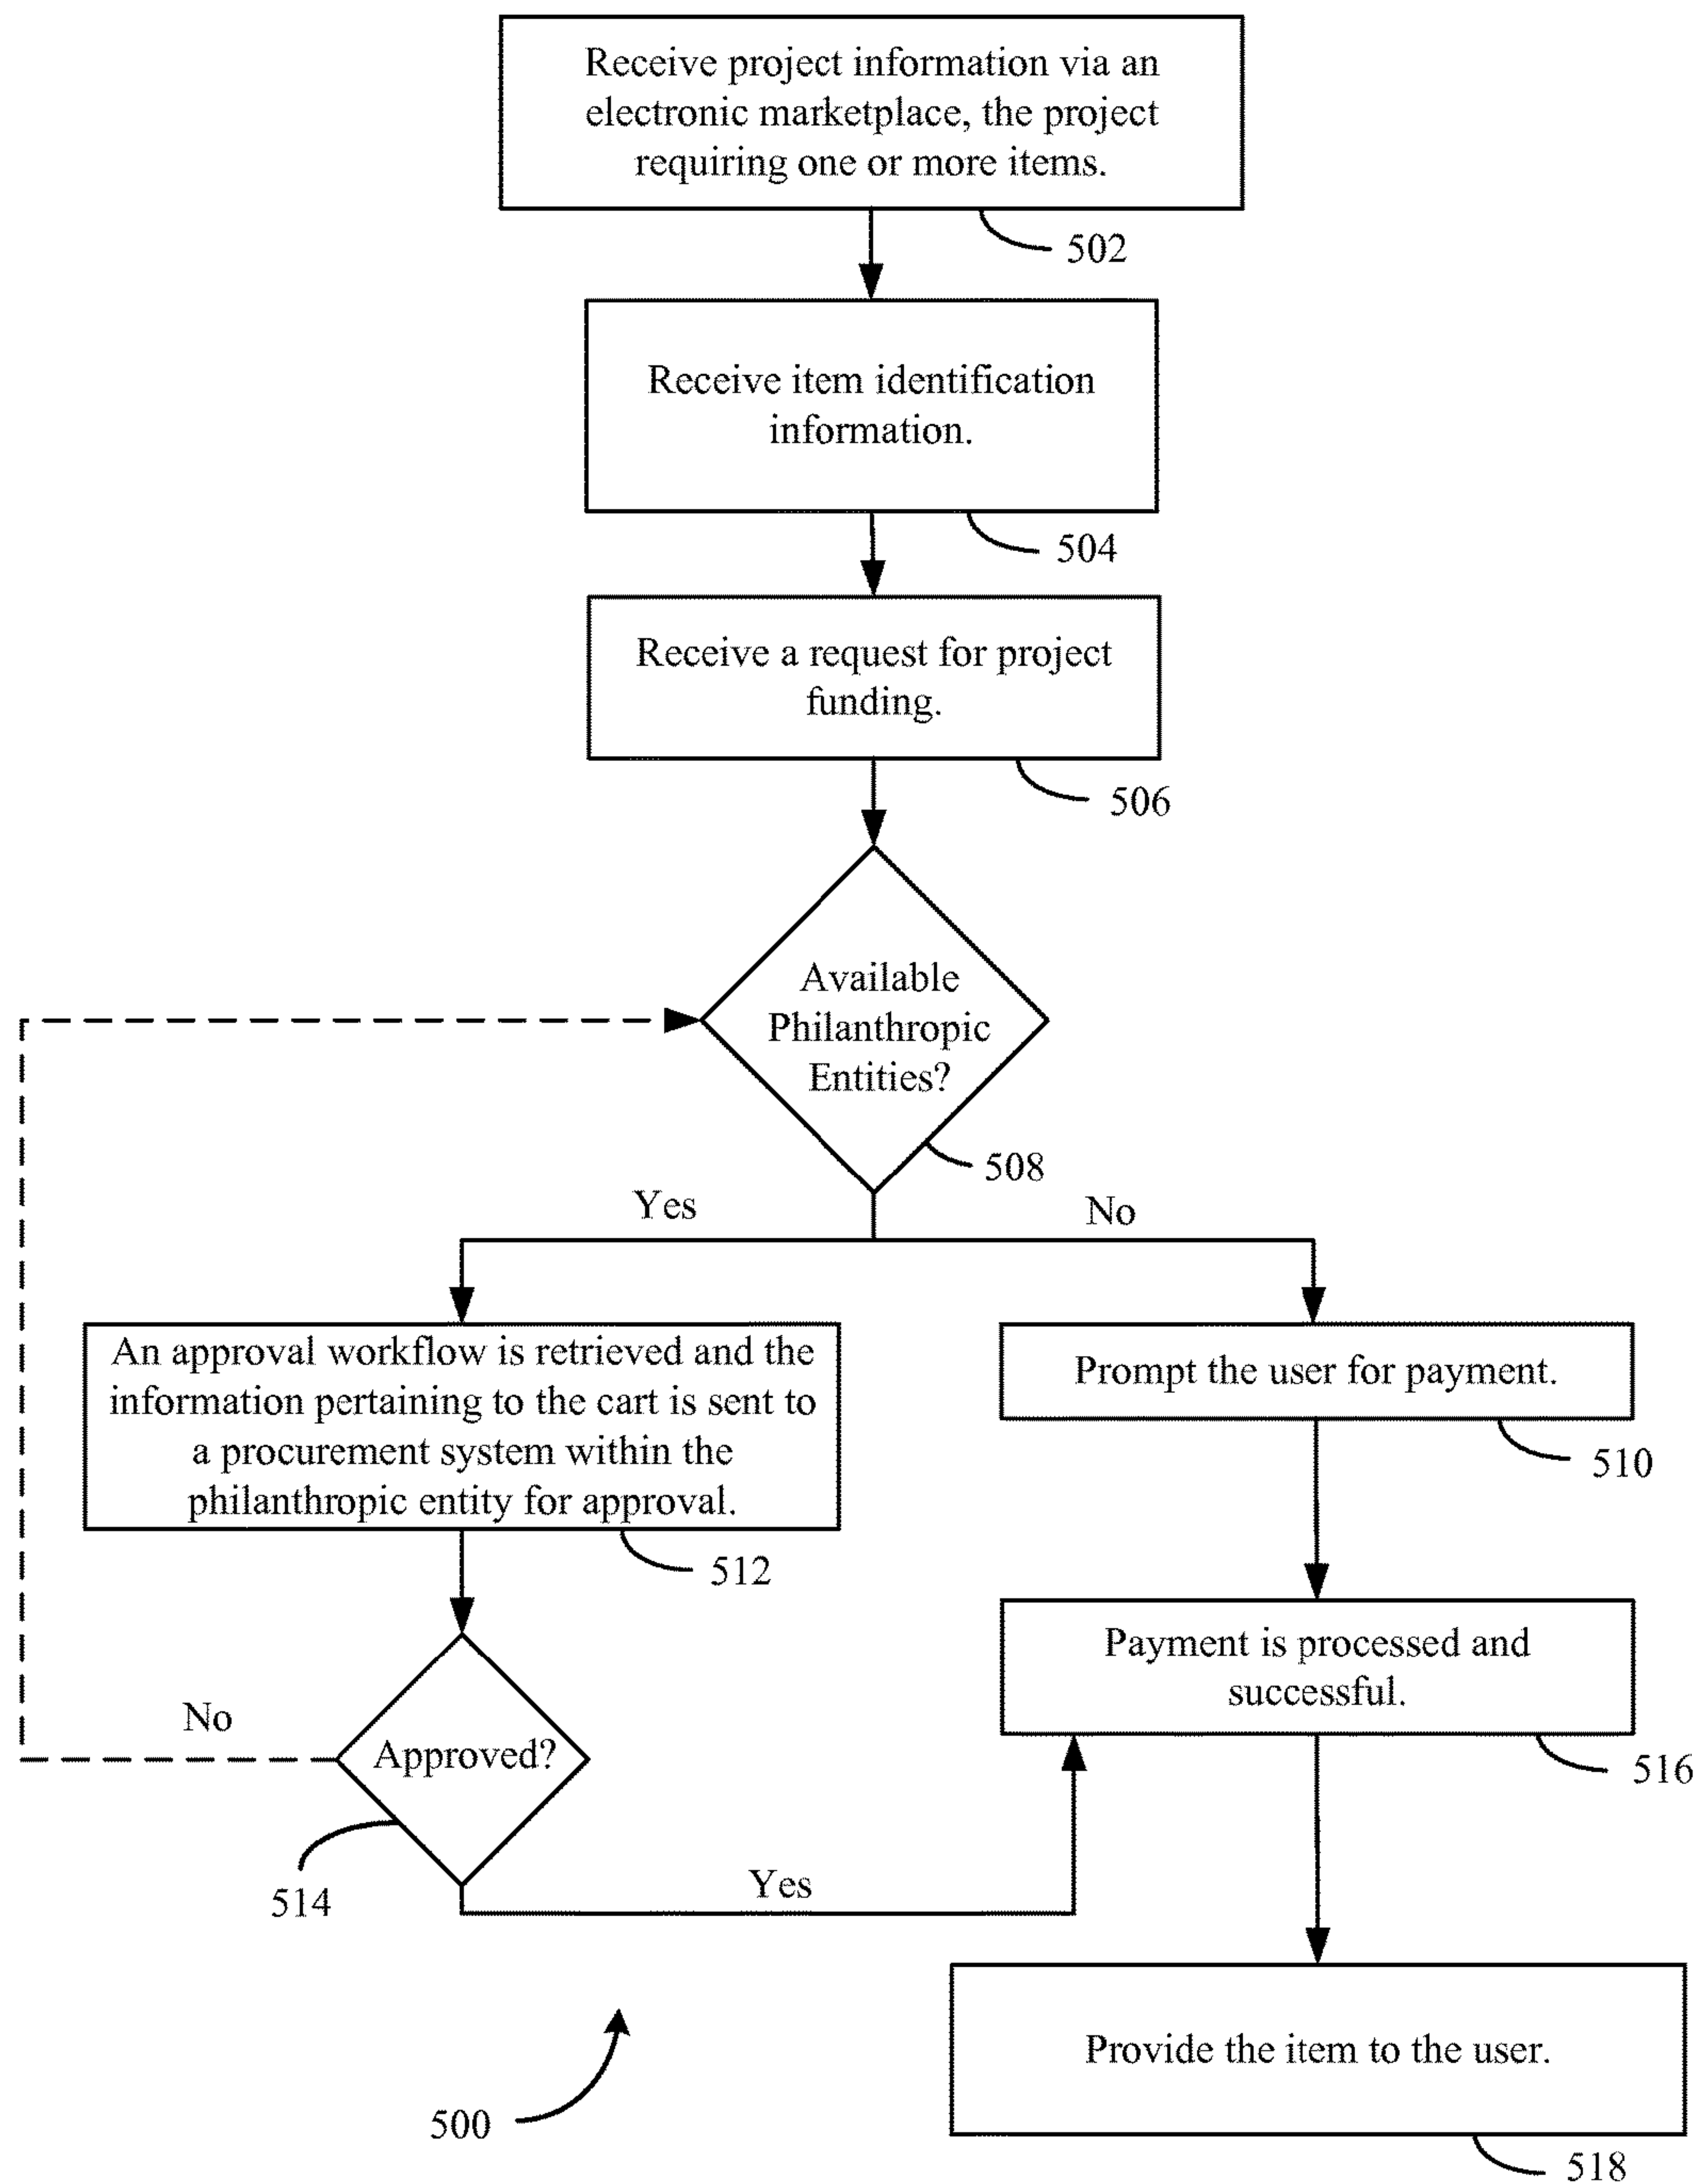 Receive project information via an
electronic marketplace, the project
requiring one or more items.
502
Receive item identification
information.
504
Receive a request for project
funding.
506
Available
Philanthropic
Entities?
508
Yes
No
An approval workflow is retrieved and the
information pertaining to the cart is sent to
a procurement system within the
philanthropic entity for approval.
512
Prompt the user for payment.
510
Payment is processed and
successful.
516
No
Approved?
514
Yes
Provide the item to the user.
518
500